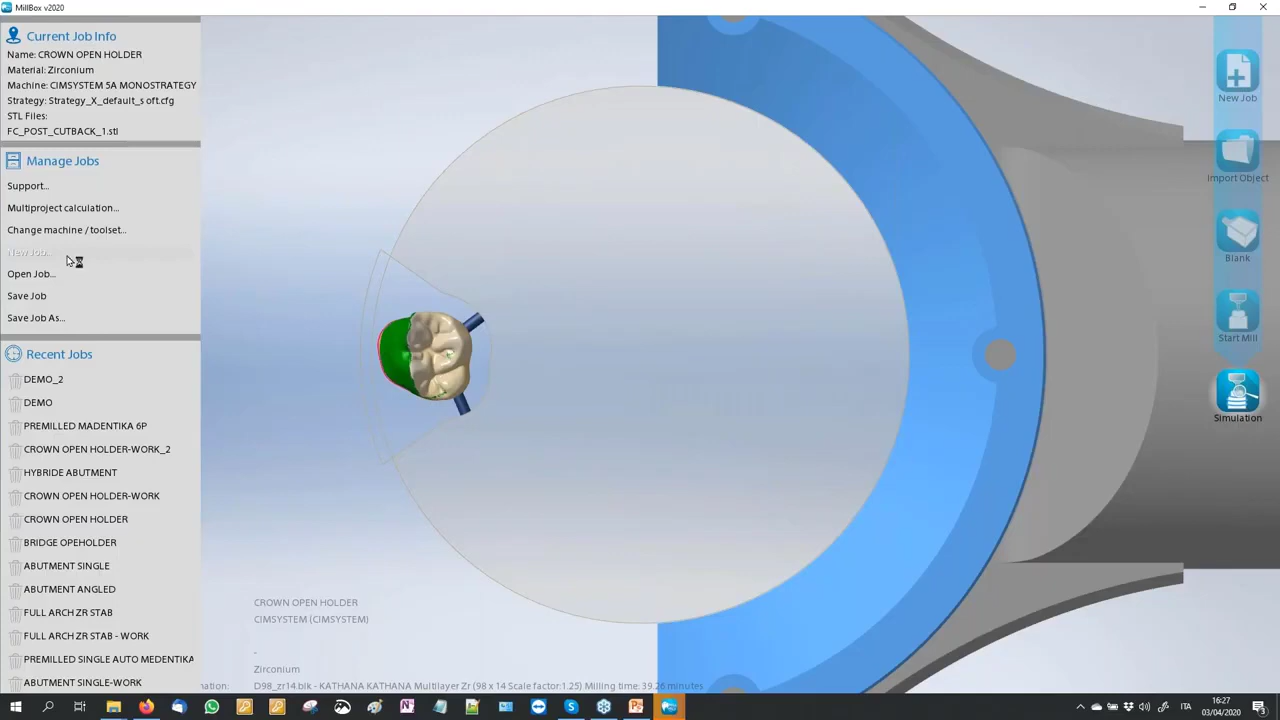 MillBox v2020
Current Job Info
Name: CROWN OPEN HOLDER
Material: Zirconium
Machine: CIMSYSTEM 5A MONOSTRATEGY
Strategy: Strategy_X_default_s oft.cfg
STL Files:
FC_POST_CUTBACK_1.stl
Manage Jobs
Support...
Multiproject calculation...
Change machine / toolset...
New Job...
Open Job...
Save Job
Save Job As...
Recent Jobs
DEMO_2
DEMO
PREMILLED MADENTIKA 6P
CROWN OPEN HOLDER-WORK_2
HYBRIDE ABUTMENT
CROWN OPEN HOLDER-WORK
CROWN OPEN HOLDER
BRIDGE OPEHOLDER
ABUTMENT SINGLE
ABUTMENT ANGLED
FULL ARCH ZR STAB
FULL ARCH ZR STAB - WORK
PREMILLED SINGLE AUTO MEDENTIKA
ABUTMENT SINGLE-WORK
New Job
Import Object
Blank
Start Mill
Simulation
CROWN OPEN HOLDER
CIMSYSTEM (CIMSYSTEM)
-
Zirconium
nation: D98_zr14.blk - KATHANA KATHANA Multilayer Zr (98 x 14 Scale factor:1.25) Milling time: 39.26 minutes
ITA
16:27
03/04/2020